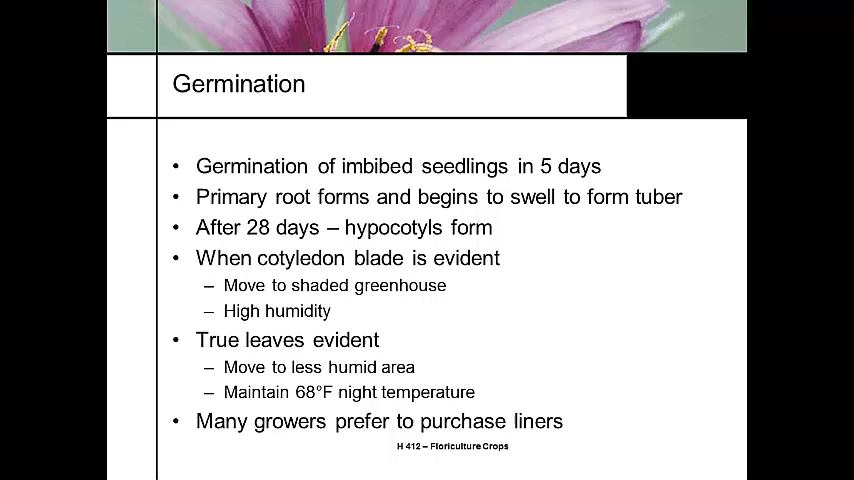 Germination
• Germination of imbibed seedlings in 5 days
• Primary root forms and begins to swell to form tuber
• After 28 days – hypocotyls form
• When cotyledon blade is evident
– Move to shaded greenhouse
– High humidity
• True leaves evident
– Move to less humid area
– Maintain 68°F night temperature
• Many growers prefer to purchase liners
H 412 – Floriculture Crops